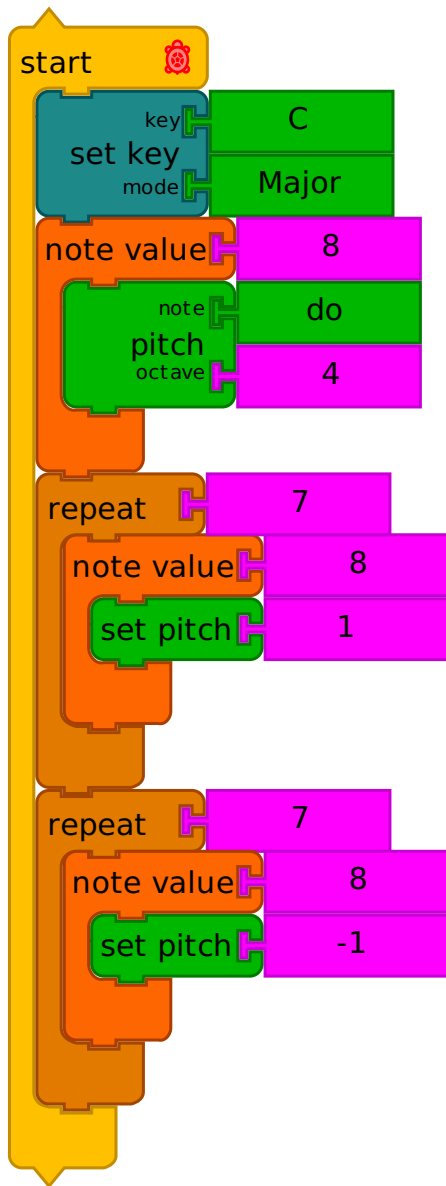 start
key C
set key
mode Major
note value 8
note do
pitch
octave 4
repeat 7
note value 8
set pitch 1
repeat 7
note value 8
set pitch -1